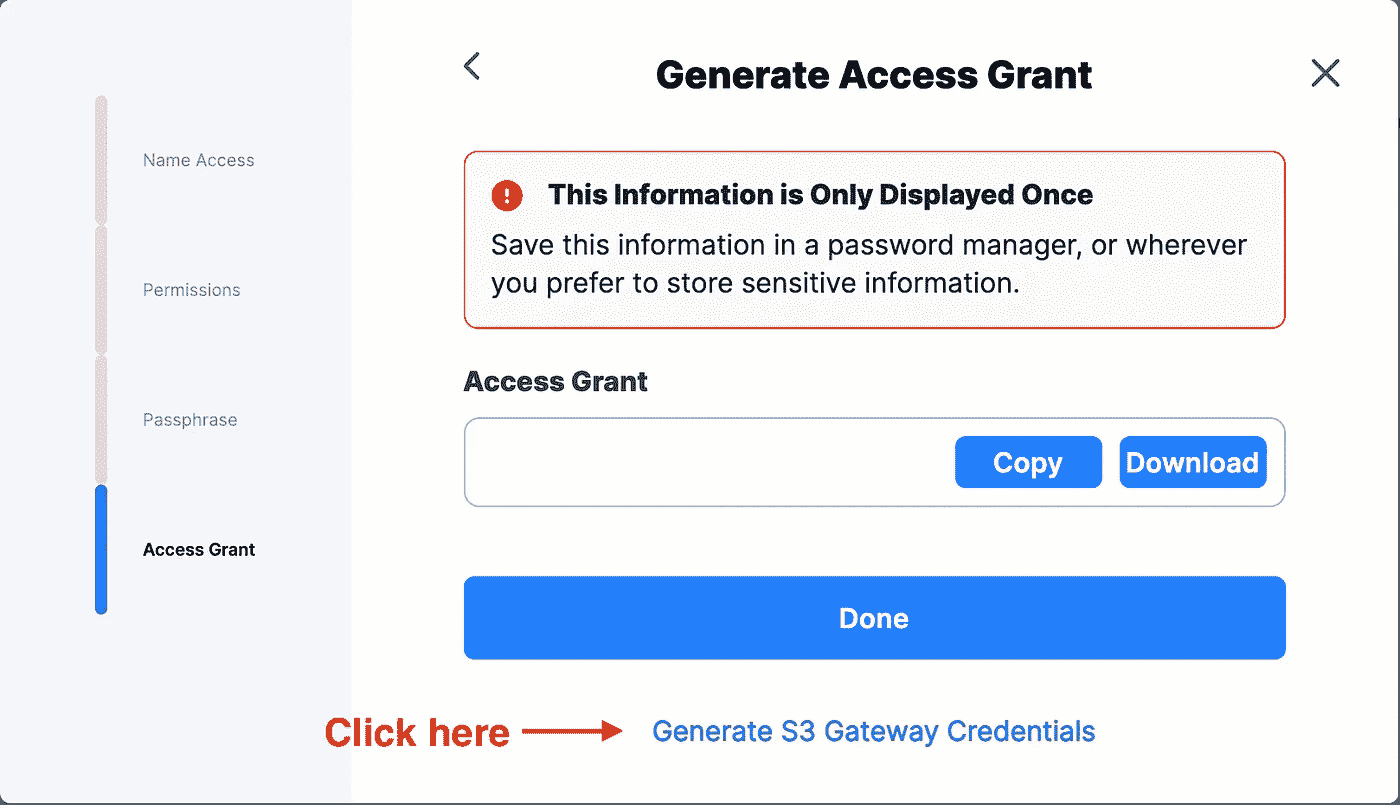 Generate Access Grant
Name Access
Permissions
Passphrase
Access Grant
This Information is Only Displayed Once
Save this information in a password manager, or wherever
you prefer to store sensitive information.
Access Grant
Copy
Download
Done
Click here
Generate S3 Gateway Credentials